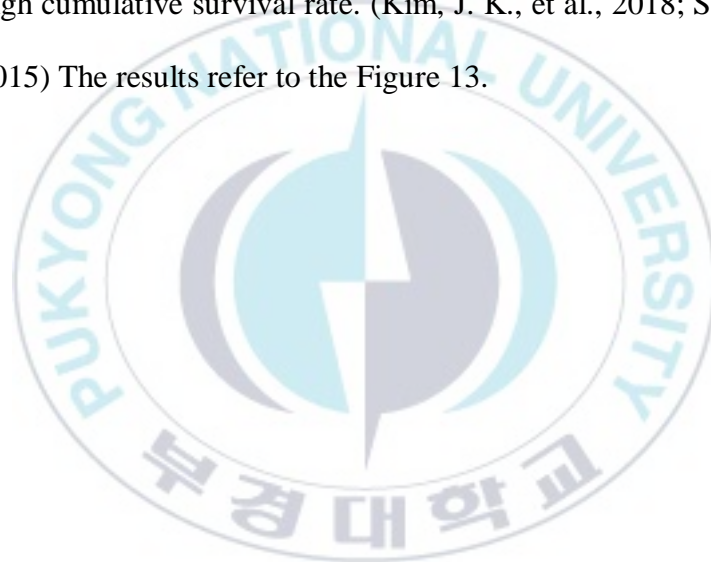 gh cumulative survival rate. (Kim, J. K., et al., 2018; S
015) The results refer to the Figure 13.
PUKYONG NATIONAL UNIVERSITY
부경대학교